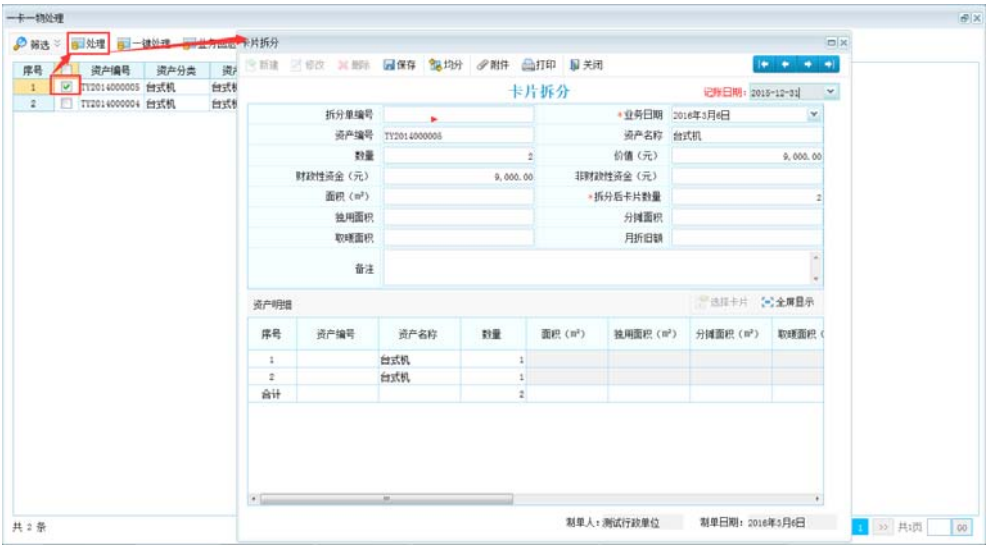 一卡一物处理
筛选 处理 一键处理
序号 资产编号 资产分类
1 TY2014000005 台式机
2 TY2014000004 台式机
共 2 条
卡片拆分
新建 修改 删除 保存 均分 附件 打印 关闭
卡片拆分
记账日期: 2015-12-31
拆分单编号 *业务日期 2016年3月6日
资产编号 TY2014000005 资产名称 台式机
数量 2 价值（元） 9,000.00
财政性资金（元） 9,000.00 非财政性资金（元）
面积（m²） *拆分后卡片数量 2
独用面积 分摊面积
取暖面积 月折旧额
备注
资产明细 选择卡片 全屏显示
序号 资产编号 资产名称 数量 面积（m²） 独用面积（m²） 分摊面积（m²） 取暖面积（
1 台式机 1
2 台式机 1
合计 2
制单人: 测试行政单位 制单日期: 2016年3月6日
1 >> 共1页 GO